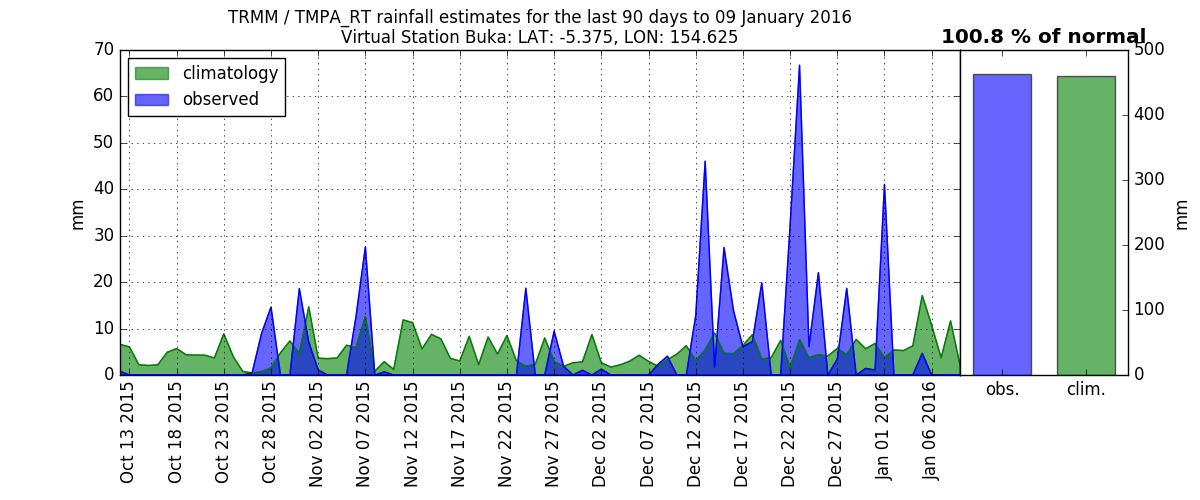 TRMM / TMPA_RT rainfall estimates for the last 90 days to 09 January 2016
Virtual Station Buka: LAT: -5.375, LON: 154.625
100.8 % of normal
climatology
observed
70
60
50
40
30
20
10
0
mm
500
400
300
200
100
0
mm
Oct 13 2015
Oct 18 2015
Oct 23 2015
Oct 28 2015
Nov 02 2015
Nov 07 2015
Nov 12 2015
Nov 17 2015
Nov 22 2015
Nov 27 2015
Dec 02 2015
Dec 07 2015
Dec 12 2015
Dec 17 2015
Dec 22 2015
Dec 27 2015
Jan 01 2016
Jan 06 2016
obs.
clim.